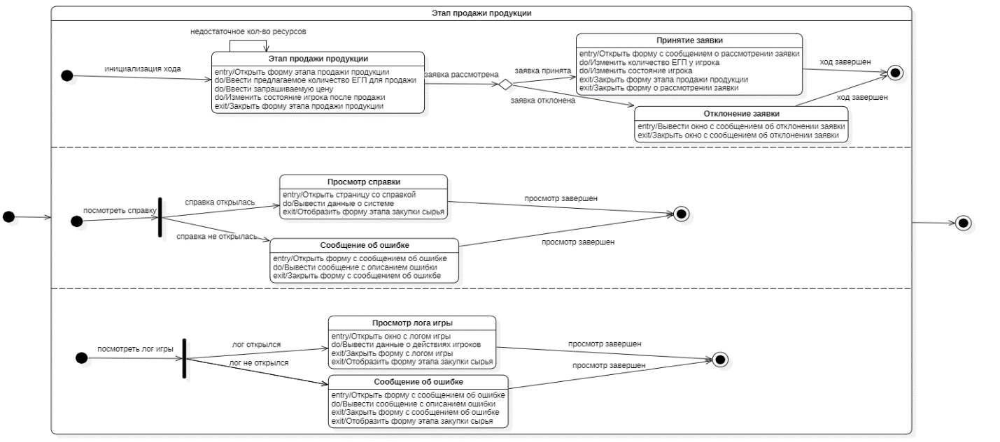 Этап продажи продукции
недостаточное кол-во ресурсов
инициализация хода
Этап продажи продукции
entry/Открыть форму этапа продажи продукции
do/Ввести предлагаемое количество ЕГП для продажи
do/Ввести запрашиваемую цену
do/Изменить состояние игрока после продажи
exit/Закрыть форму этапа продажи продукции
заявка рассмотрена
заявка принята
заявка отклонена
Принятие заявки
entry/Открыть форму с сообщением о рассмотрении заявки
do/Изменить количество ЕГП у игрока
do/Изменить состояние игрока
exit/Закрыть форму этапа продажи продукции
exit/Закрыть форму о рассмотрении заявки
ход завершен
ход завершен
Отклонение заявки
entry/Вывести окно с сообщением об отклонении заявки
exit/Закрыть окно с сообщением об отклонении заявки
посмотреть справку
справка открылась
справка не открылась
Просмотр справки
entry/Открыть страницу со справкой
do/Вывести данные о системе
exit/Отобразить форму этапа закупки сырья
просмотр завершен
Сообщение об ошибке
entry/Открыть форму с сообщением об ошибке
do/Вывести сообщение с описанием ошибки
exit/Закрыть форму с сообщением об ошикбе
просмотр завершен
посмотреть лог игры
лог открылся
лог не открылся
Просмотр лога игры
entry/Открыть окно с логом игры
do/Вывести данные о действиях игроков
exit/Закрыть форму с логом игры
exit/Отобразить форму этапа закупки сырья
просмотр завершен
просмотр завершен
Сообщение об ошибке
entry/Открыть форму с сообщением об ошибке
do/Вывести сообщение с описанием ошибки
exit/Закрыть форму с сообщением об ошибке
exit/Отобразить форму этапа закупки сырья